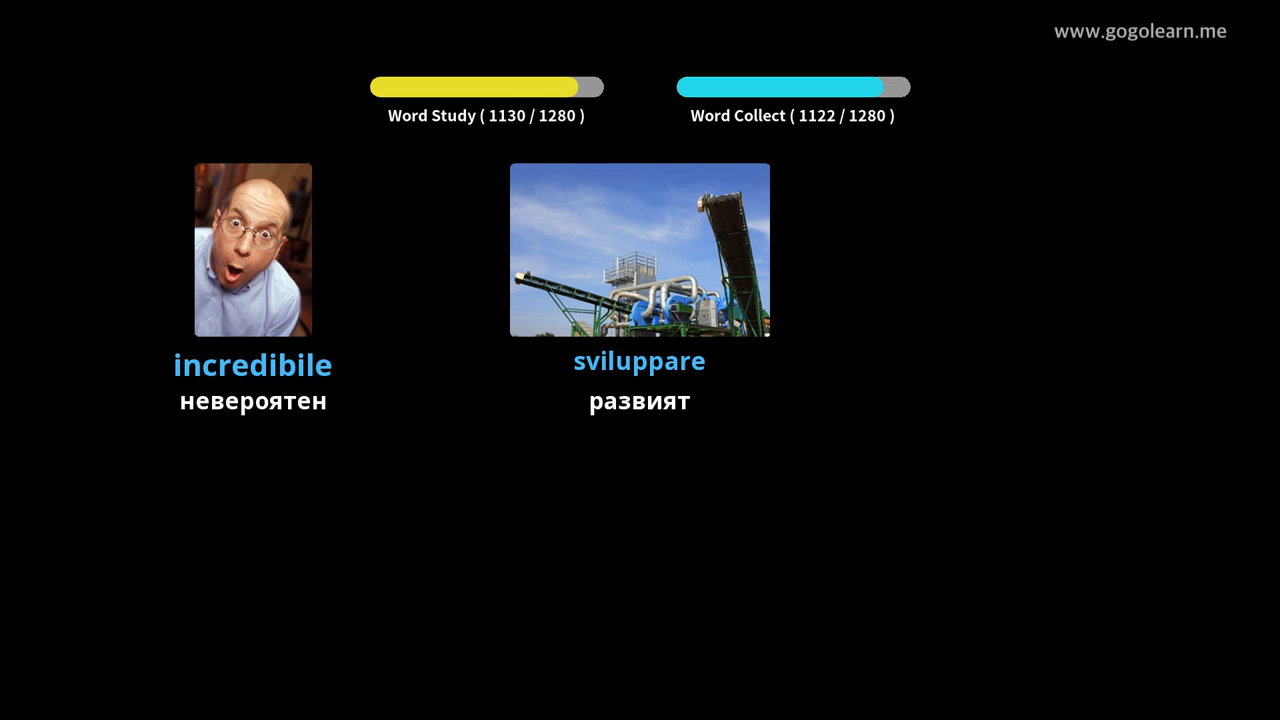 www.gogolearn.me
Word Study ( 1130 / 1280 )
Word Collect ( 1122 / 1280 )
incredibile
невероятен
sviluppare
развият